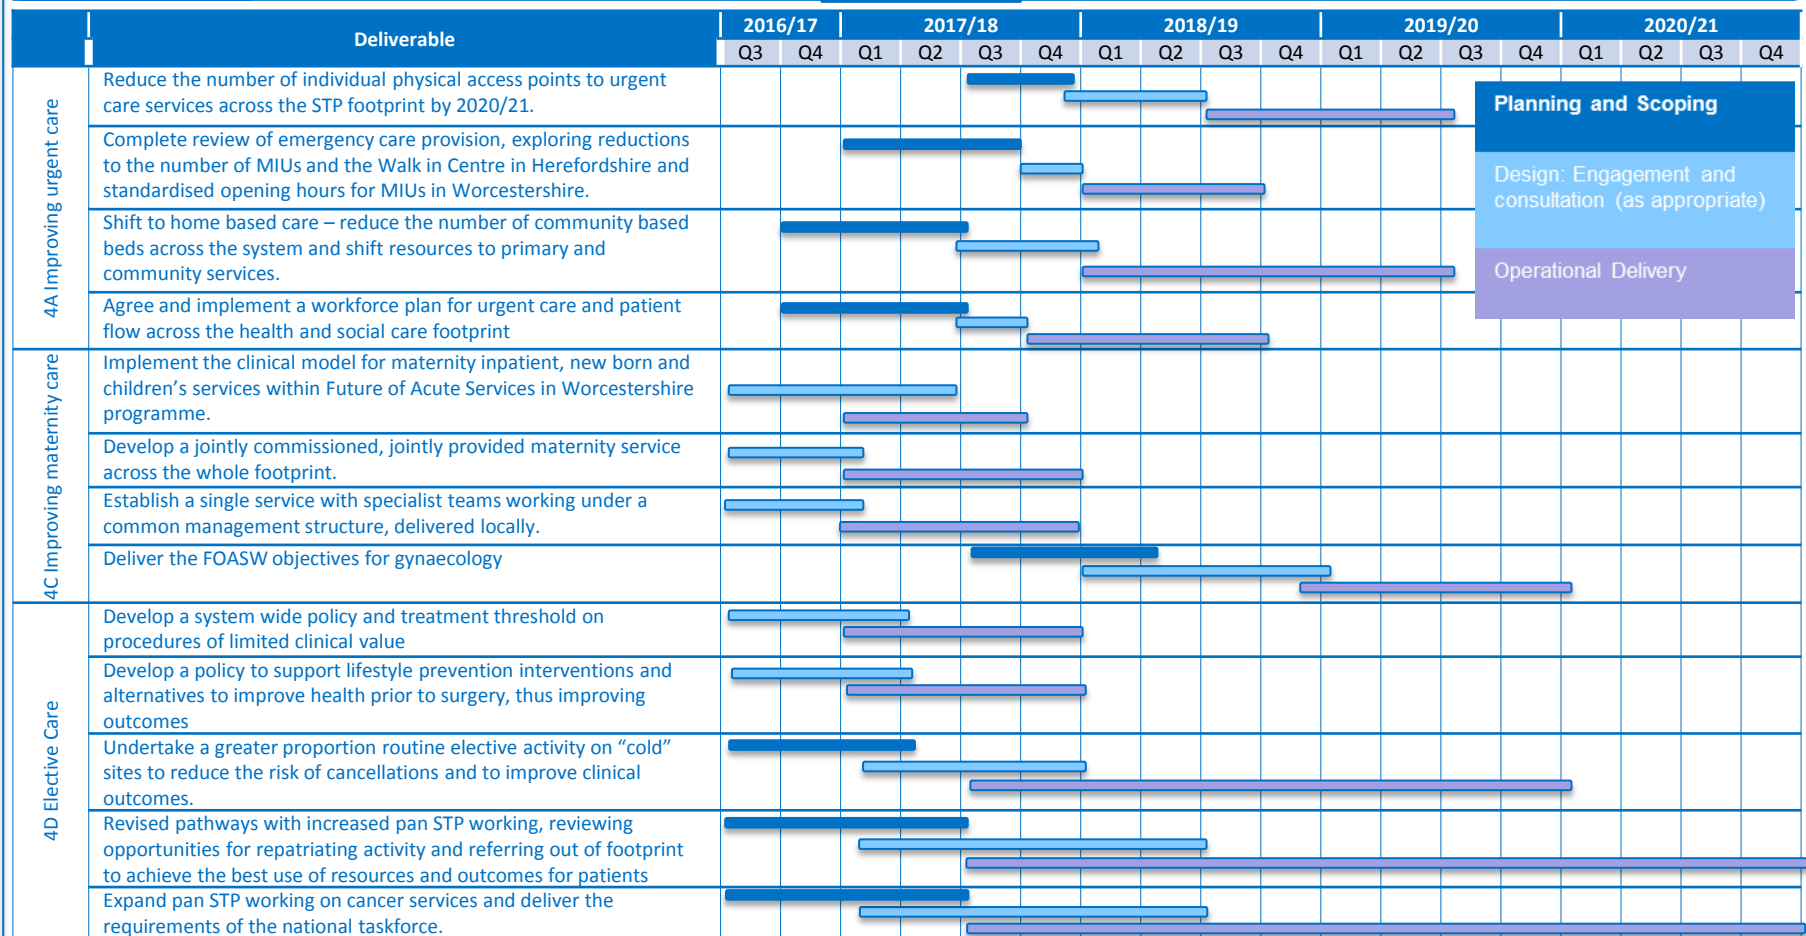 2016/17 2017/18 2018/19 2019/20 2020/21
Deliverable
Q3 Q4 Q1 Q2 Q3 Q4 Q1 Q2 Q3 Q4 Q1 Q2 Q3 Q4 Q1 Q2 Q3 Q4
4A Improving urgent care
Reduce the number of individual physical access points to urgent
care services across the STP footprint by 2020/21.
Complete review of emergency care provision, exploring reductions
to the number of MIUs and the Walk in Centre in Herefordshire and
standardised opening hours for MIUs in Worcestershire.
Shift to home based care – reduce the number of community based
beds across the system and shift resources to primary and
community services.
Agree and implement a workforce plan for urgent care and patient
flow across the health and social care footprint
Planning and Scoping
Design: Engagement and
consultation (as appropriate)
Operational Delivery
4C Improving maternity care
Implement the clinical model for maternity inpatient, new born and
children’s services within Future of Acute Services in Worcestershire
programme.
Develop a jointly commissioned, jointly provided maternity service
across the whole footprint.
Establish a single service with specialist teams working under a
common management structure, delivered locally.
Deliver the FOASW objectives for gynaecology
4D Elective Care
Develop a system wide policy and treatment threshold on
procedures of limited clinical value
Develop a policy to support lifestyle prevention interventions and
alternatives to improve health prior to surgery, thus improving
outcomes
Undertake a greater proportion routine elective activity on “cold”
sites to reduce the risk of cancellations and to improve clinical
outcomes.
Revised pathways with increased pan STP working, reviewing
opportunities for repatriating activity and referring out of footprint
to achieve the best use of resources and outcomes for patients
Expand pan STP working on cancer services and deliver the
requirements of the national taskforce.